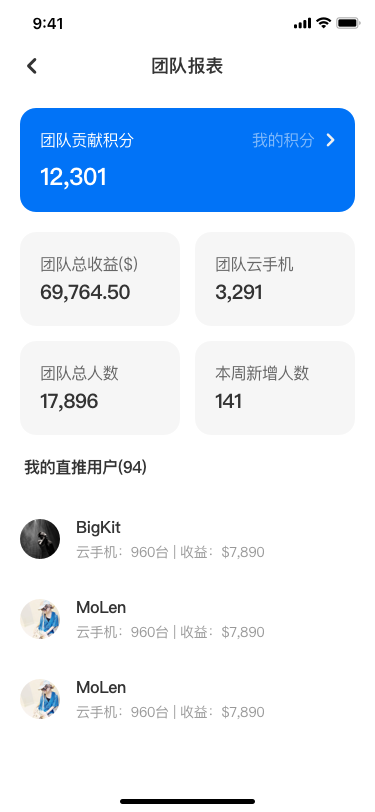 9:41
团队报表
团队贡献积分
我的积分
12,301
团队总收益($)
69,764.50
团队云手机
3,291
团队总人数
17,896
本周新增人数
141
我的直推用户(94)
BigKit
云手机：960台 | 收益：$7,890
MoLen
云手机：960台 | 收益：$7,890
MoLen
云手机：960台 | 收益：$7,890